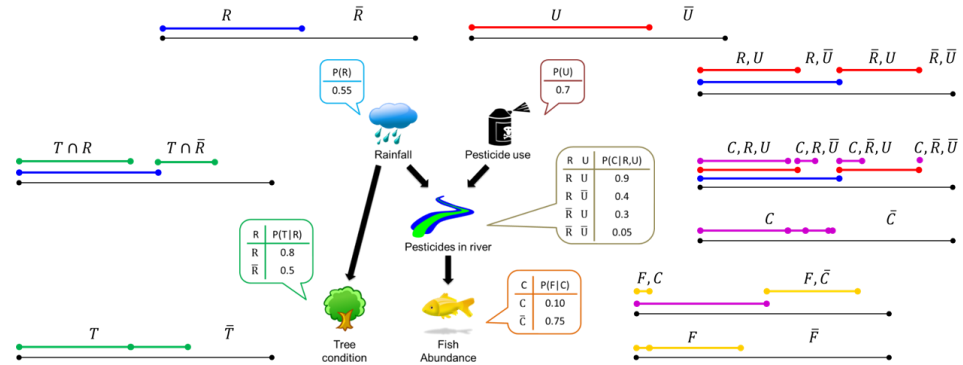 R R̅
U U̅
P(R)
0.55
P(U)
0.7
Rainfall
Pesticide use
R, U R, U̅ R̅, U R̅, U̅
T ∩ R T ∩ R̅
R U P(C|R,U)
R U 0.9
R U̅ 0.4
R̅ U 0.3
R̅ U̅ 0.05
C, R, U C, R, U̅ C, R̅, U C, R̅, U̅
C C̅
Pesticides in river
R P(T|R)
R 0.8
R̅ 0.5
C P(F|C)
C 0.10
C̅ 0.75
F, C F, C̅
T T̅
Tree
condition
Fish
Abundance
F F̅